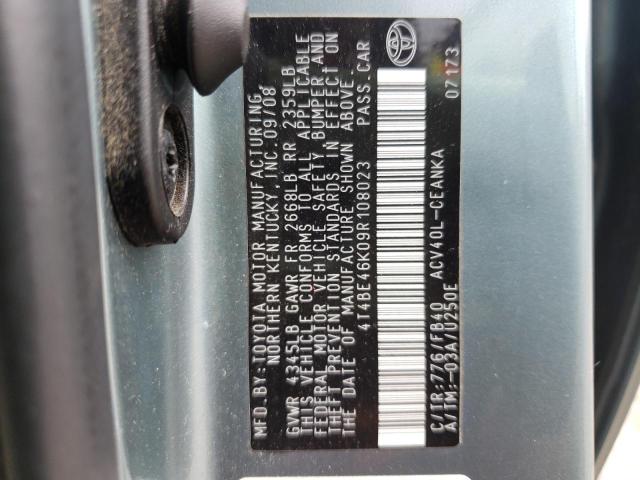 MFD.BY:TOYOTA MOTOR MANUFACTURING,
NORTHERN KENTUCKY, INC. 09/08
GVWR 4345LB GAWR FR 2668LB RR 2359LB
THIS VEHICLE CONFORMS TO ALL APPLICABLE
FEDERAL MOTOR VEHICLE SAFETY, BUMPER AND
THEFT PREVENTION STANDARDS IN EFFECT ON
THE DATE OF MANUFACTURE SHOWN ABOVE.
4T4BE46K09R108023 PASS.CAR
C/TR:776/FB40 ACV40L-CEANKA
A/TM:-03A/U250E 07173